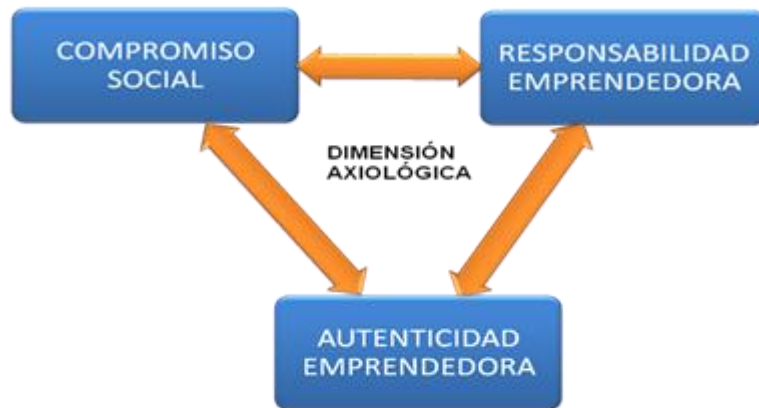 COMPROMISO
SOCIAL
RESPONSABILIDAD
EMPRENDEDORA
DIMENSIÓN
AXIOLÓGICA
AUTENTICIDAD
EMPRENDEDORA